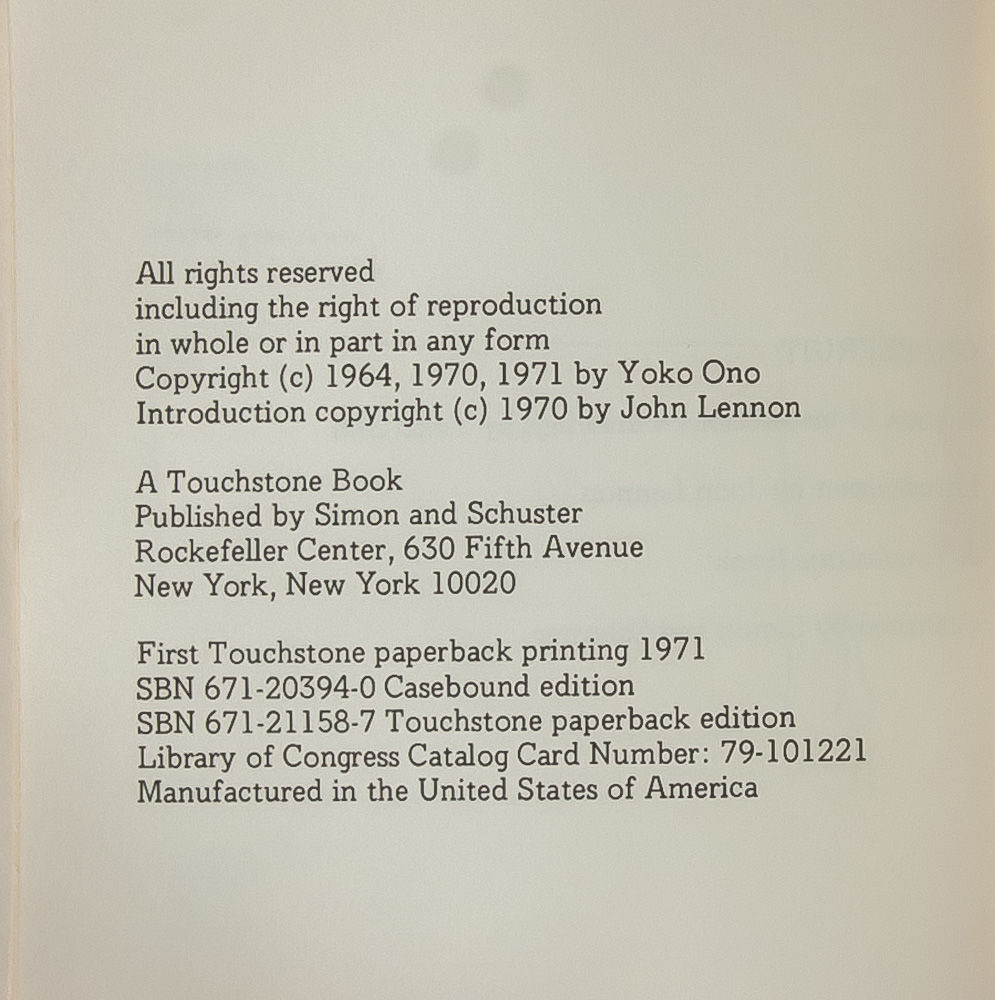 All rights reserved
including the right of reproduction
in whole or in part in any form
Copyright (c) 1964, 1970, 1971 by Yoko Ono
Introduction copyright (c) 1970 by John Lennon
A Touchstone Book
Published by Simon and Schuster
Rockefeller Center, 630 Fifth Avenue
New York, New York 10020
First Touchstone paperback printing 1971
SBN 671-20394-0 Casebound edition
SBN 671-21158-7 Touchstone paperback edition
Library of Congress Catalog Card Number: 79-101221
Manufactured in the United States of America